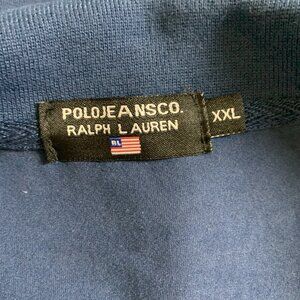 POLOJEANSCO.
RALPH LAUREN
RL
XXL